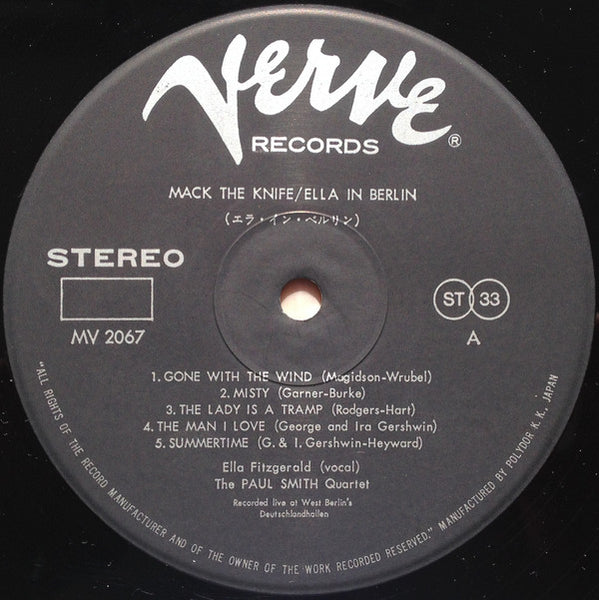 Verve
RECORDS ®
MACK THE KNIFE/ELLA IN BERLIN
(エラ・イン・ベルリン)
STEREO
MV 2067
ST 33
A
1. GONE WITH THE WIND (Magidson-Wrubel)
2. MISTY (Garner-Burke)
3. THE LADY IS A TRAMP (Rodgers-Hart)
4. THE MAN I LOVE (George and Ira Gershwin)
5. SUMMERTIME (G. & I. Gershwin-Heyward)
Ella Fitzgerald (vocal)
The PAUL SMITH Quartet
Recorded live at West Berlin's
Deutschlandhallen
"ALL RIGHTS OF THE RECORD MANUFACTURER AND OF THE OWNER OF THE WORK RECORDED RESERVED." MANUFACTURED BY POLYDOR K. K., JAPAN